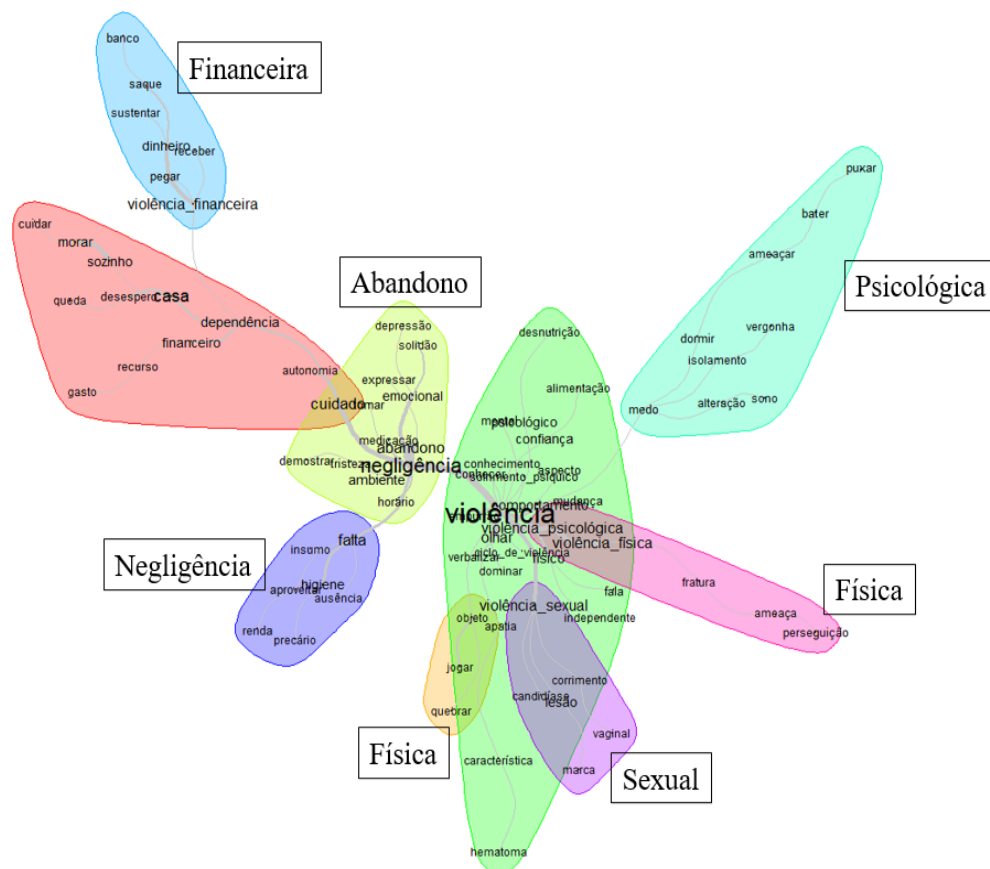 banco
Financeira
saque
sustentar
dinheiro
receber
pegar
violência_financeira
cuidar
morar
sozinho
queda
desespero
casa
dependência
financeiro
recurso
gasto
autonomia
cuidado
tomar
Abandono
depressão
solidão
expressar
emocional
medicação
abandono
demostrar
tristeza
negligência
ambiente
horário
Negligência
falta
insumo
higiene
aproveitar
ausência
renda
precário
desnutrição
alimentação
psicológico
confiança
conhecimento
conhecer
aspecto
sofrimento_psíquico
mudança
comportamento
violência
violência_psicológica
olhar
ciclo_de_violência
verbalizar
físico
dominar
fala
violência_sexual
independente
objeto
apatia
jogar
quebrar
Física
corrimento
candidíase
lesão
vaginal
marca
Sexual
característica
hematoma
violência_física
fratura
ameaça
perseguição
Física
puxar
bater
ameaçar
Psicológica
vergonha
dormir
isolamento
medo
alteração
sono